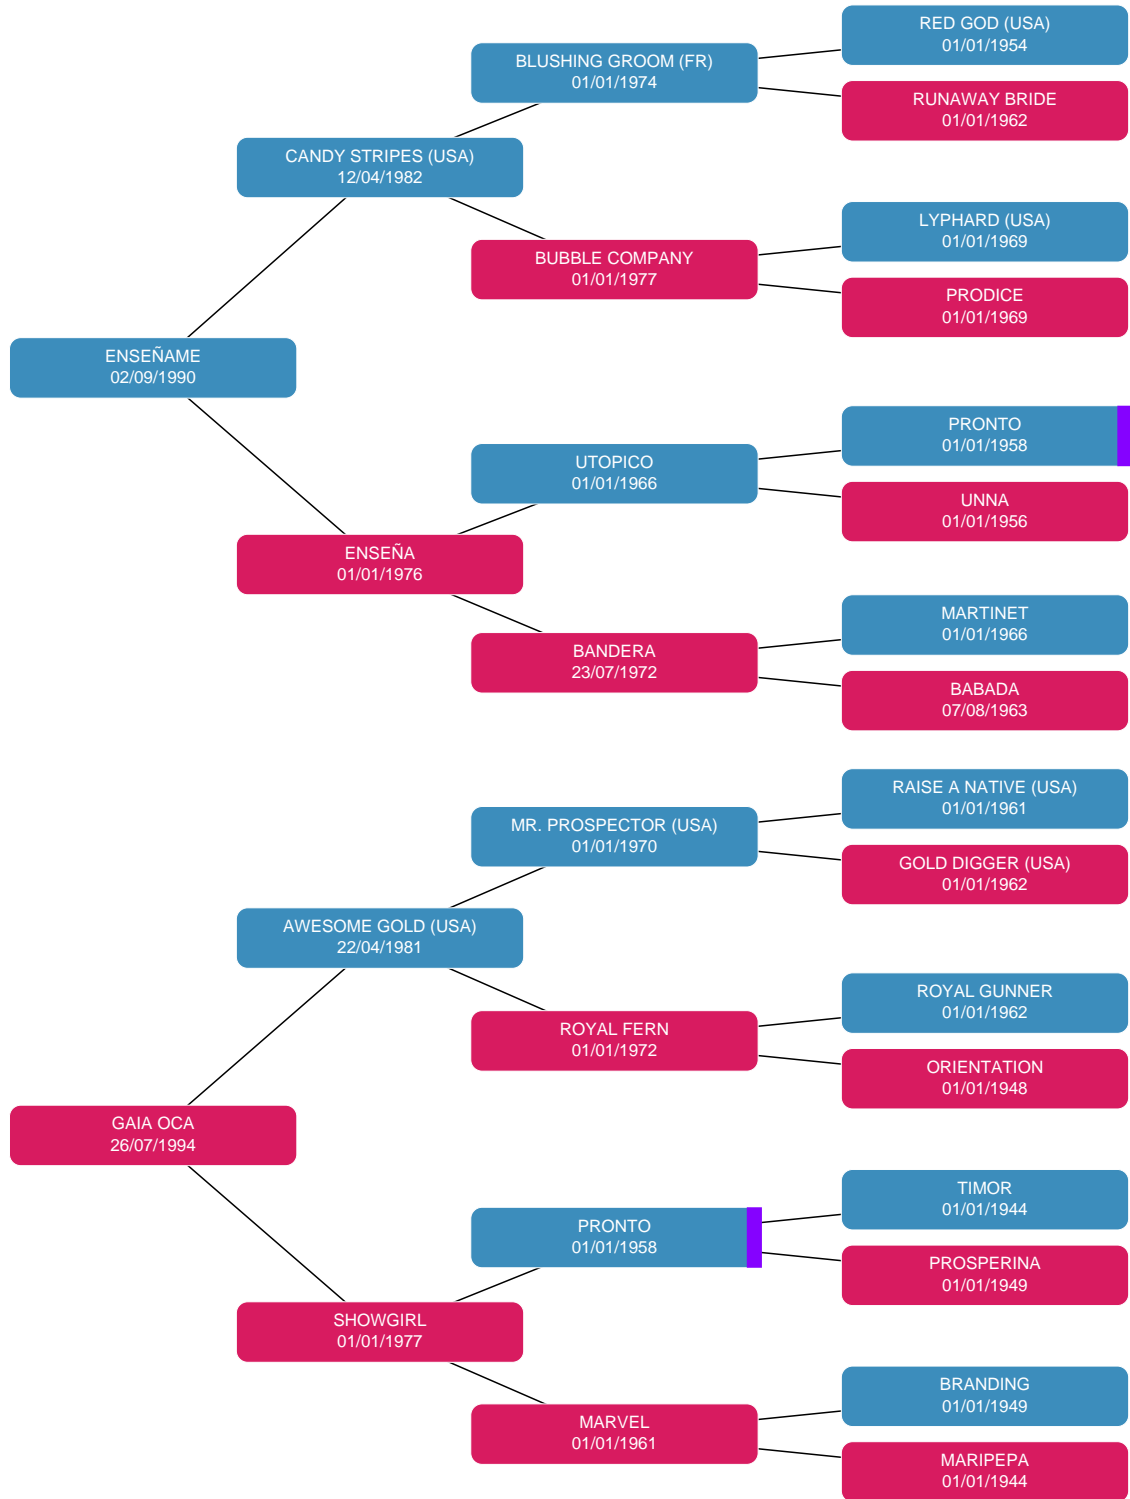 RED GOD (USA)
01/01/1954
BLUSHING GROOM (FR)
01/01/1974
RUNAWAY BRIDE
01/01/1962
CANDY STRIPES (USA)
12/04/1982
LYPHARD (USA)
01/01/1969
BUBBLE COMPANY
01/01/1977
PRODICE
01/01/1969
ENSEÑAME
02/09/1990
PRONTO
01/01/1958
UTOPICO
01/01/1966
UNNA
01/01/1956
ENSEÑA
01/01/1976
MARTINET
01/01/1966
BANDERA
23/07/1972
BABADA
07/08/1963
RAISE A NATIVE (USA)
01/01/1961
MR. PROSPECTOR (USA)
01/01/1970
GOLD DIGGER (USA)
01/01/1962
AWESOME GOLD (USA)
22/04/1981
ROYAL GUNNER
01/01/1962
ROYAL FERN
01/01/1972
ORIENTATION
01/01/1948
GAIA OCA
26/07/1994
TIMOR
01/01/1944
PRONTO
01/01/1958
PROSPERINA
01/01/1949
SHOWGIRL
01/01/1977
BRANDING
01/01/1949
MARVEL
01/01/1961
MARIPEPA
01/01/1944